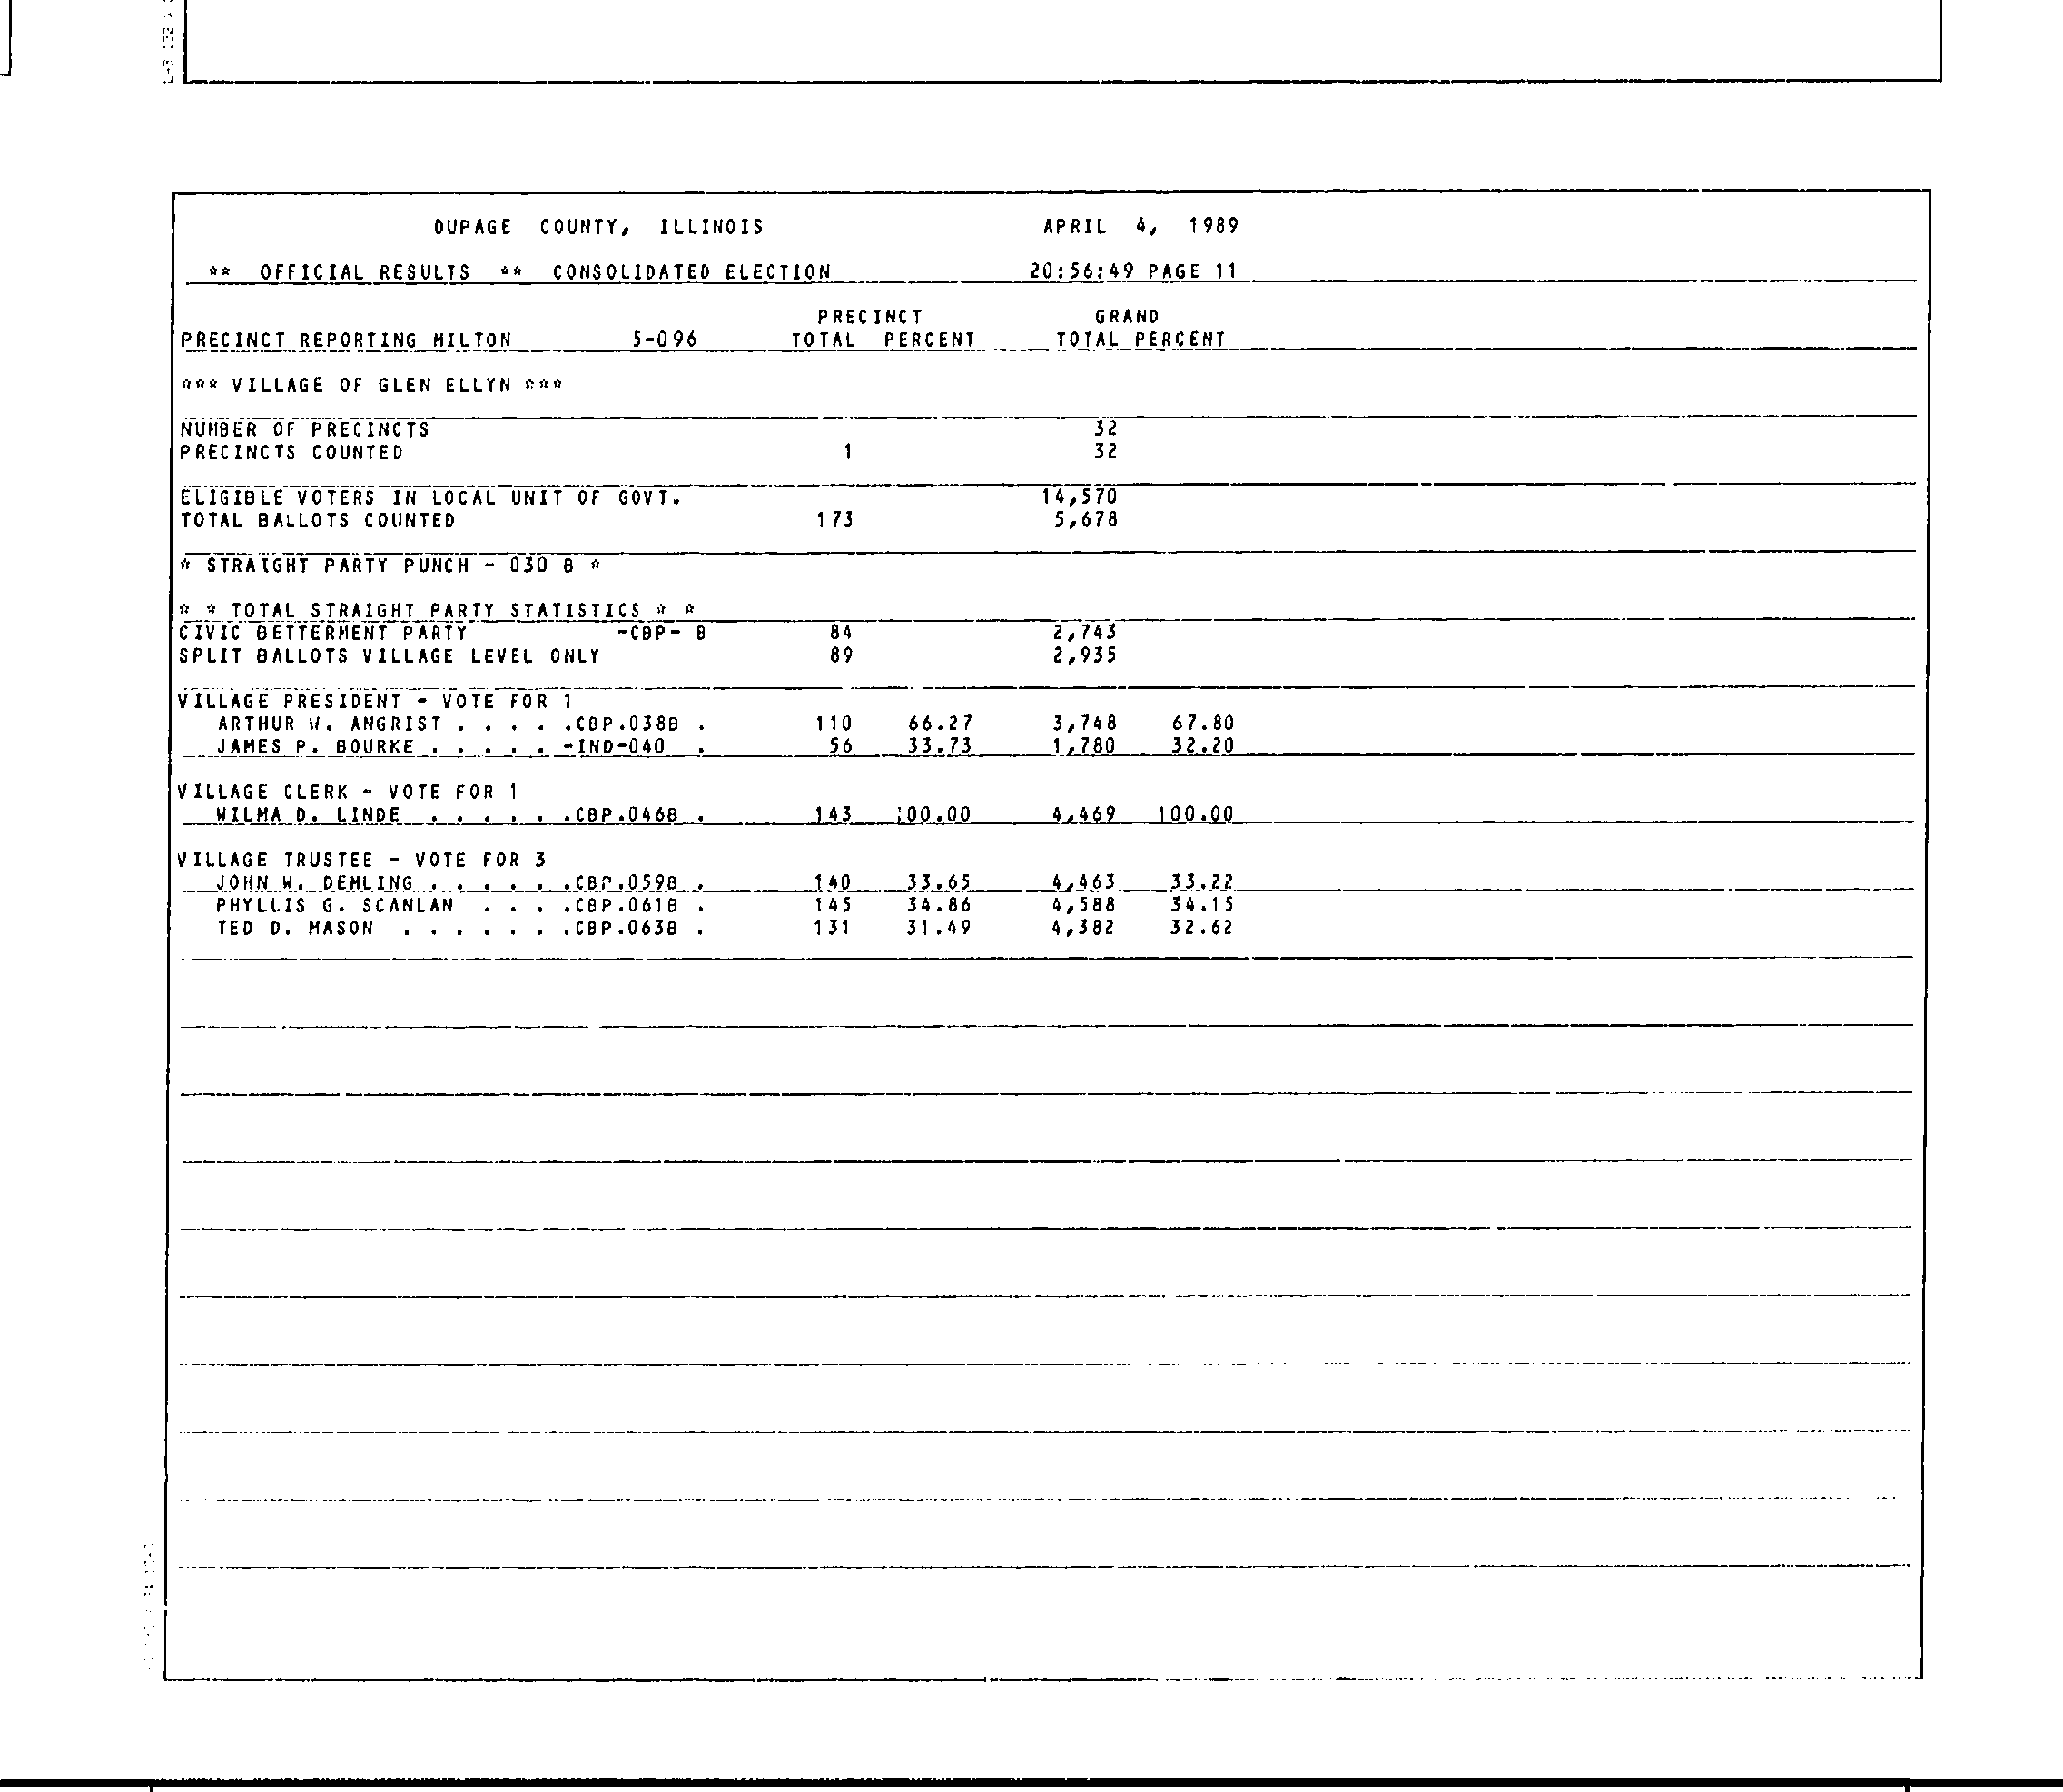 DUPAGE COUNTY, ILLINOIS APRIL 4, 1989
** OFFICIAL RESULTS ** CONSOLIDATED ELECTION 20:56:49 PAGE 11
PRECINCT GRAND
PRECINCT REPORTING MILTON 5-096 TOTAL PERCENT TOTAL PERCENT
*** VILLAGE OF GLEN ELLYN ***
NUMBER OF PRECINCTS 32
PRECINCTS COUNTED 1 32
ELIGIBLE VOTERS IN LOCAL UNIT OF GOVT. 14,570
TOTAL BALLOTS COUNTED 173 5,678
* STRAIGHT PARTY PUNCH - 030 B *
* * TOTAL STRAIGHT PARTY STATISTICS * *
CIVIC BETTERMENT PARTY -CBP- B 84 2,743
SPLIT BALLOTS VILLAGE LEVEL ONLY 89 2,935
VILLAGE PRESIDENT - VOTE FOR 1
ARTHUR W. ANGRIST . . . . .CBP.038B . 110 66.27 3,748 67.80
JAMES P. BOURKE . . . . . -IND-040 . 56 33.73 1,780 32.20
VILLAGE CLERK - VOTE FOR 1
WILMA D. LINDE . . . . . .CBP.046B . 143 100.00 4,469 100.00
VILLAGE TRUSTEE - VOTE FOR 3
JOHN W. DEMLING . . . . . .CBP.059B . 140 33.65 4,463 33.22
PHYLLIS G. SCANLAN . . . .CBP.061B . 145 34.86 4,588 34.15
TED D. MASON . . . . . . .CBP.063B . 131 31.49 4,382 32.62